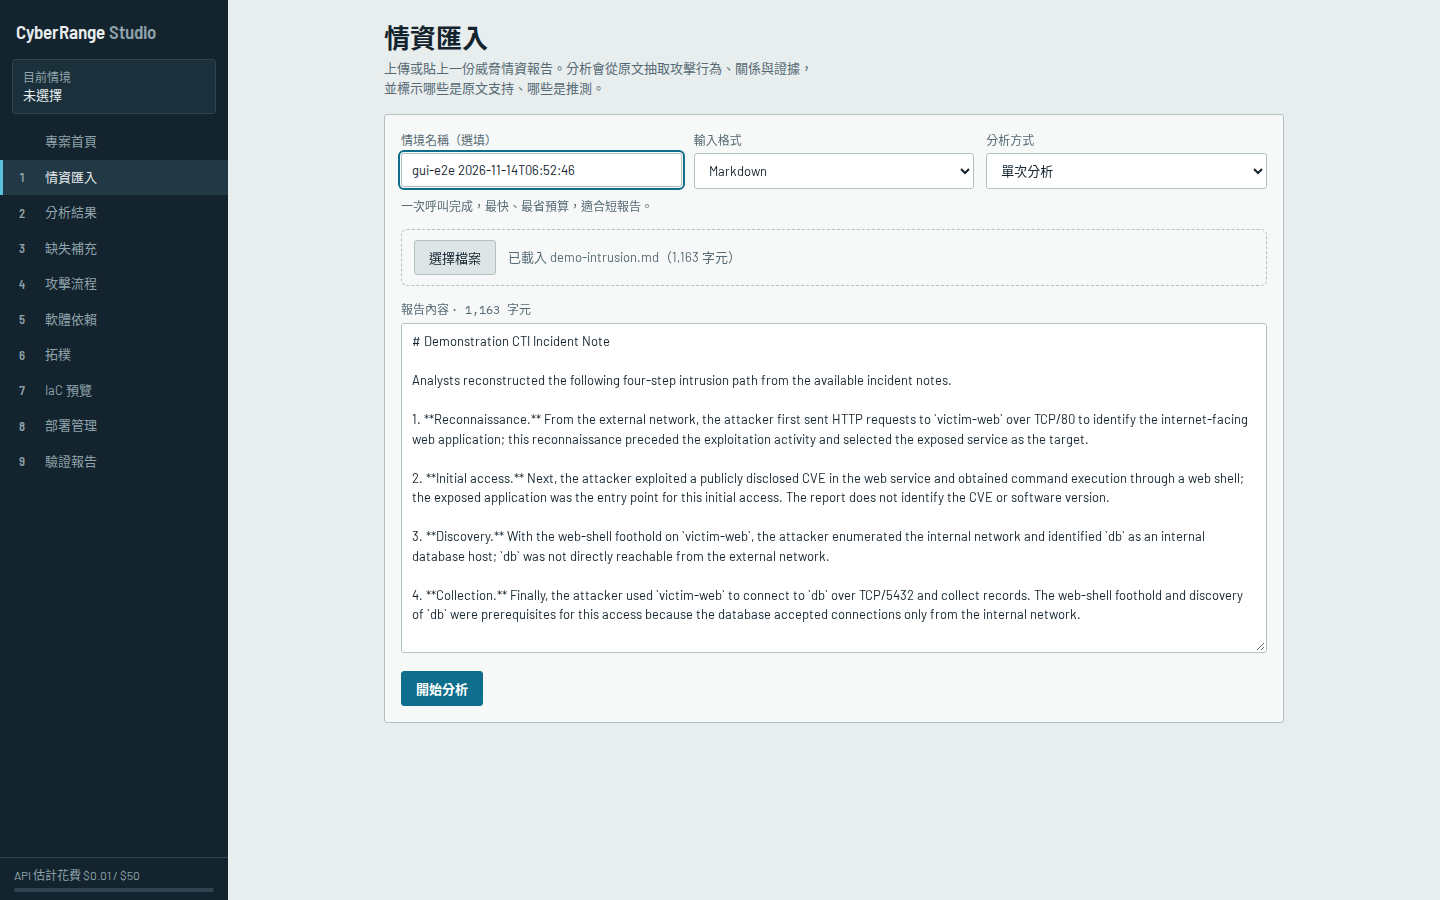 CyberRange Studio
目前情境
未選擇
專案首頁
1 情資匯入
2 分析結果
3 缺失補充
4 攻擊流程
5 軟體依賴
6 拓樸
7 IaC 預覽
8 部署管理
9 驗證報告
API 估計花費 $0.01 / $50
情資匯入
上傳或貼上一份威脅情資報告。分析會從原文抽取攻擊行為、關係與證據，
並標示哪些是原文支持、哪些是推測。
情境名稱（選填）
輸入格式
分析方式
gui-e2e 2026-11-14T06:52:46
Markdown
單次分析
一次呼叫完成，最快、最省預算，適合短報告。
選擇檔案
已載入 demo-intrusion.md（1,163 字元）
報告內容 · 1,163 字元
# Demonstration CTI Incident Note
Analysts reconstructed the following four-step intrusion path from the available incident notes.
1. **Reconnaissance.** From the external network, the attacker first sent HTTP requests to `victim-web` over TCP/80 to identify the internet-facing
web application; this reconnaissance preceded the exploitation activity and selected the exposed service as the target.
2. **Initial access.** Next, the attacker exploited a publicly disclosed CVE in the web service and obtained command execution through a web shell;
the exposed application was the entry point for this initial access. The report does not identify the CVE or software version.
3. **Discovery.** With the web-shell foothold on `victim-web`, the attacker enumerated the internal network and identified `db` as an internal
database host; `db` was not directly reachable from the external network.
4. **Collection.** Finally, the attacker used `victim-web` to connect to `db` over TCP/5432 and collect records. The web-shell foothold and discovery
of `db` were prerequisites for this access because the database accepted connections only from the internal network.
開始分析